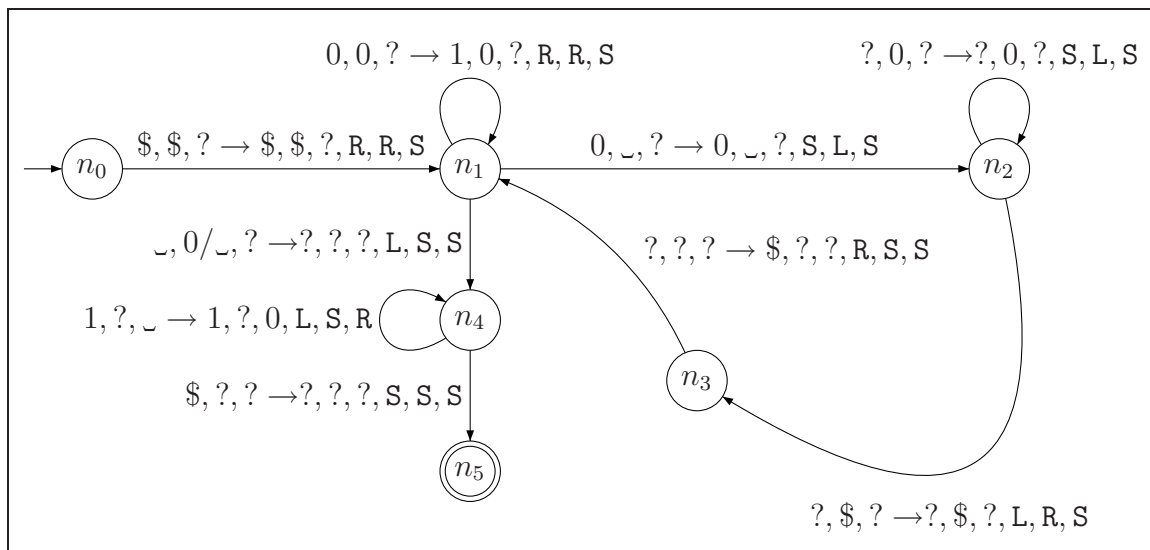 0, 0, ? → 1, 0, ?, R, R, S
?, 0, ? →?, 0, ?, S, L, S
$, $, ? → $, $, ?, R, R, S
0, ␣, ? → 0, ␣, ?, S, L, S
n₀
n₁
n₂
␣, 0/␣, ? →?, ?, ?, L, S, S
?, ?, ? → $, ?, ?, R, S, S
1, ?, ␣ → 1, ?, 0, L, S, R
n₄
n₃
$, ?, ? →?, ?, ?, S, S, S
n₅
?, $, ? →?, $, ?, L, R, S